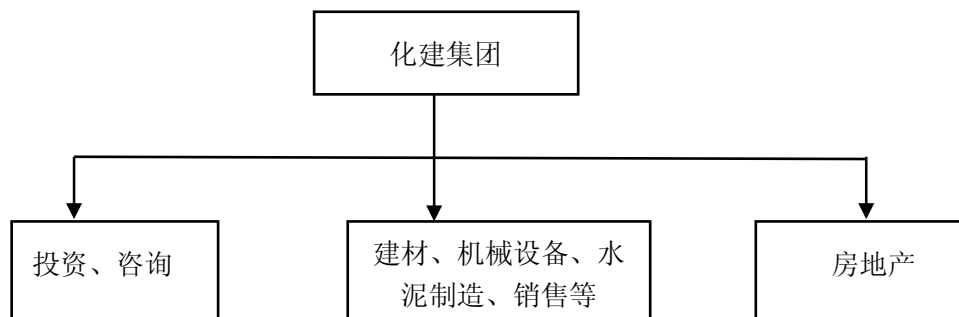 化建集团
投资、咨询
建材、机械设备、水
泥制造、销售等
房地产